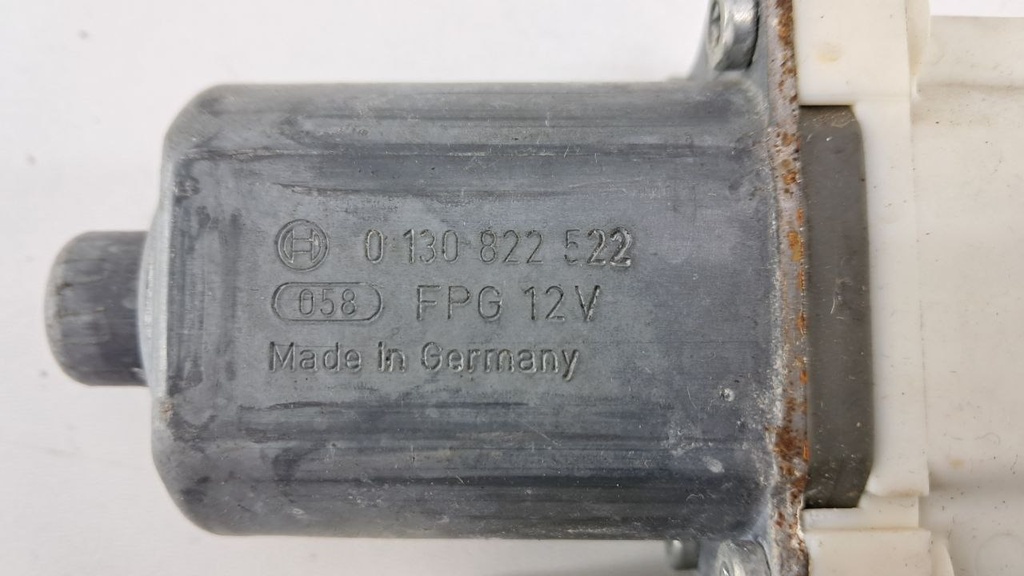 0 130 822 522
058 FPG 12V
Made in Germany